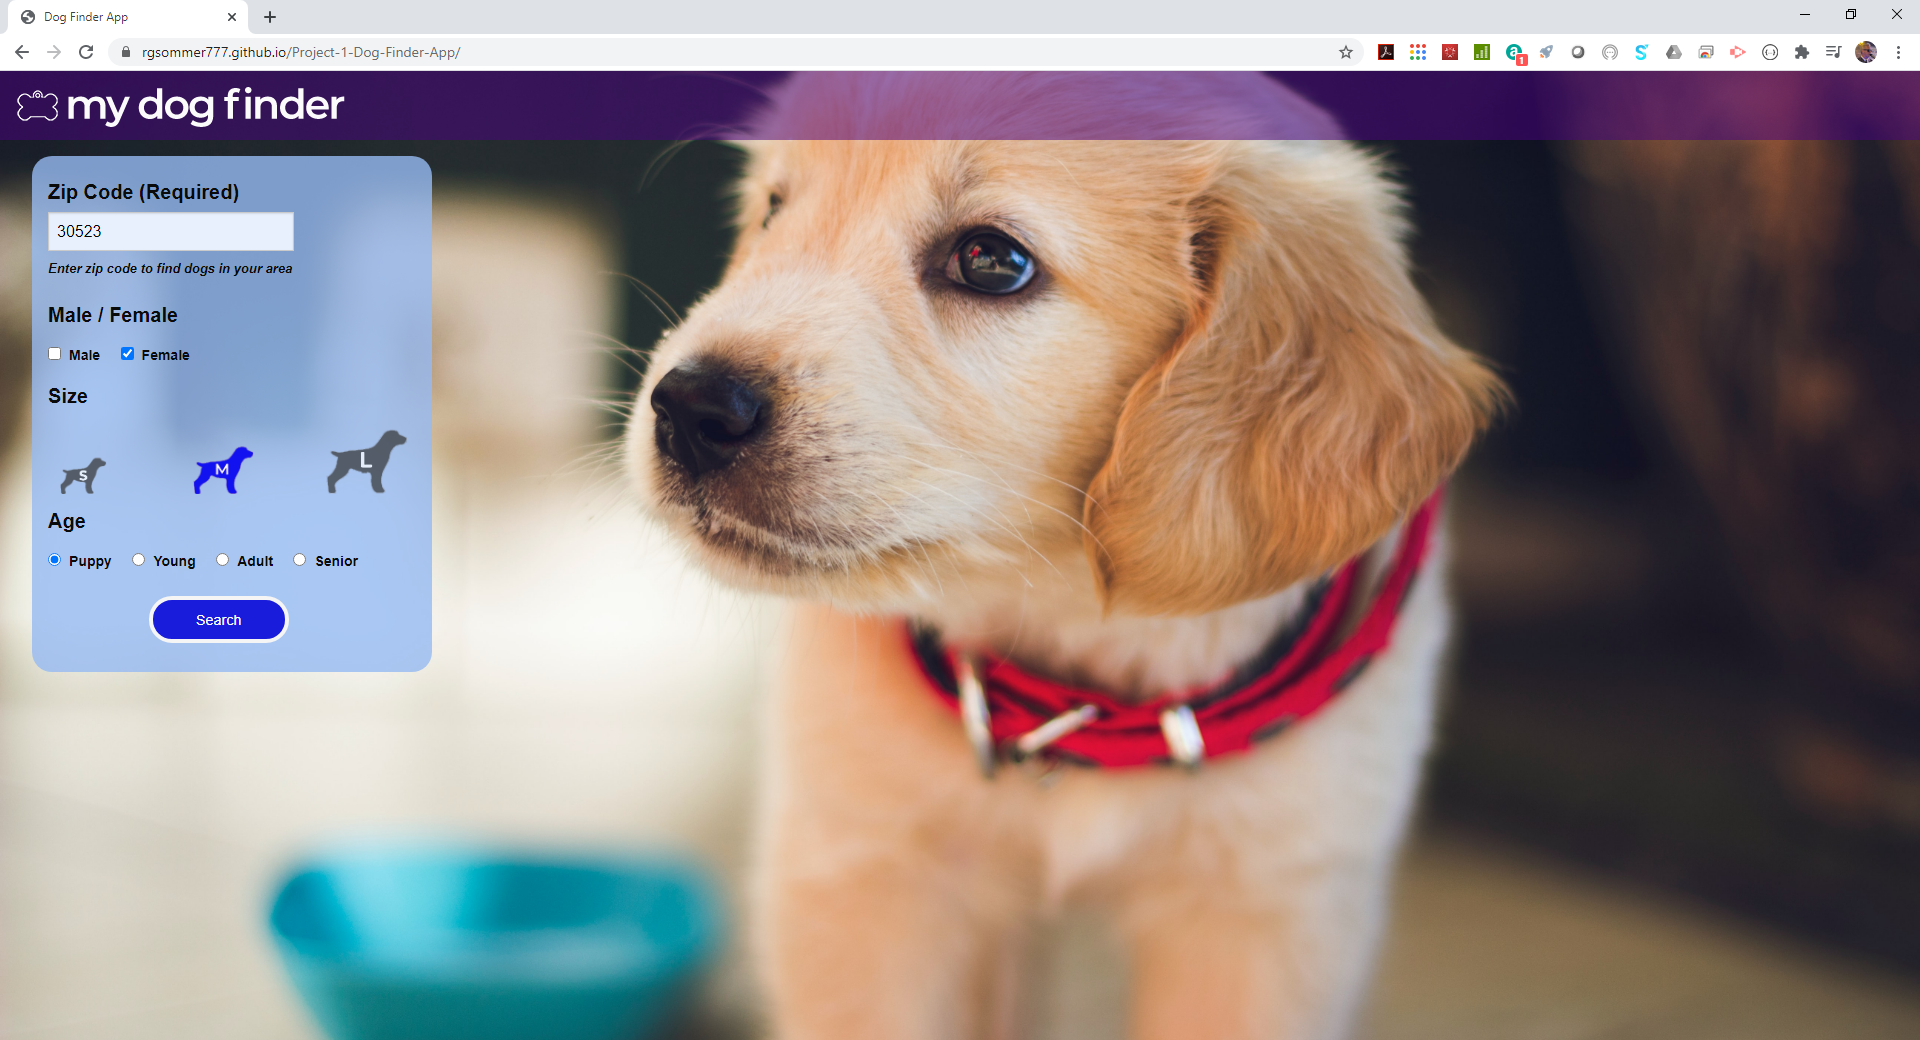 Dog Finder App
rgsommer777.github.io/Project-1-Dog-Finder-App/
1
my dog finder
Zip Code (Required)
30523
Enter zip code to find dogs in your area
Male / Female
Male Female
Size
S M L
Age
Puppy Young Adult Senior
Search